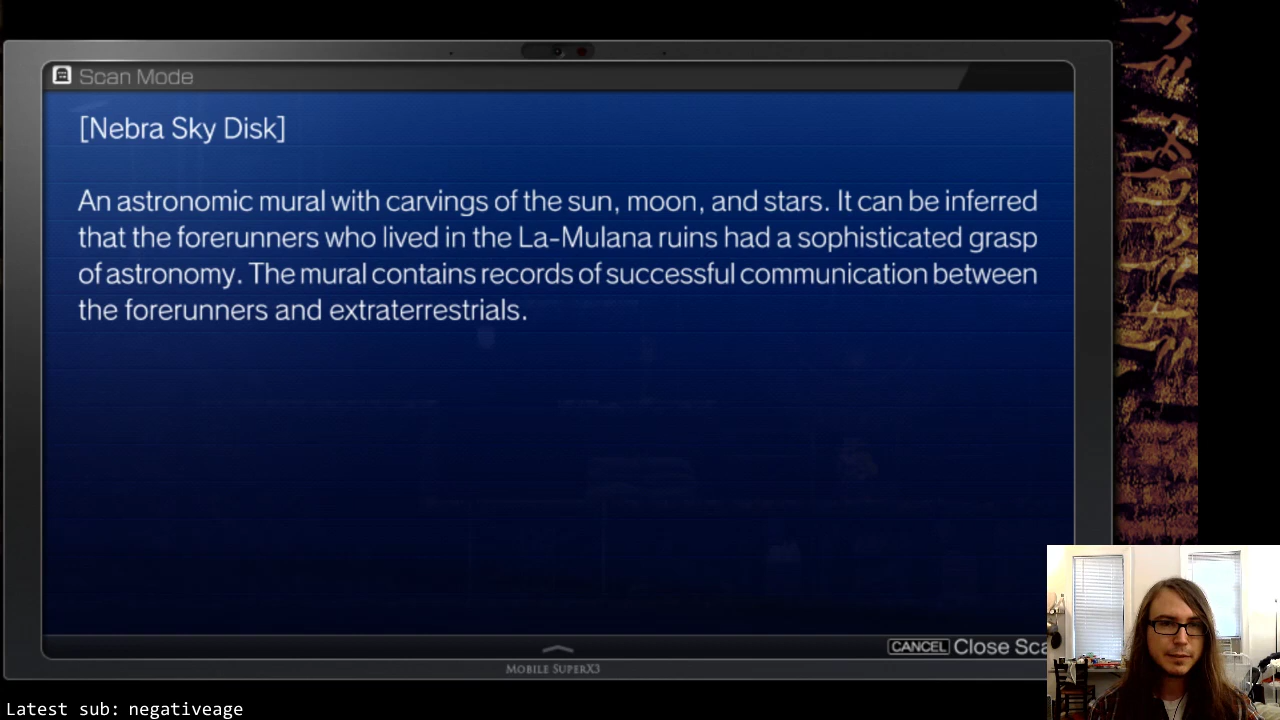 Scan Mode
[Nebra Sky Disk]
An astronomic mural with carvings of the sun, moon, and stars. It can be inferred
that the forerunners who lived in the La-Mulana ruins had a sophisticated grasp
of astronomy. The mural contains records of successful communication between
the forerunners and extraterrestrials.
CANCEL Close Sca
MOBILE SUPERX3
Latest sub: negativeage